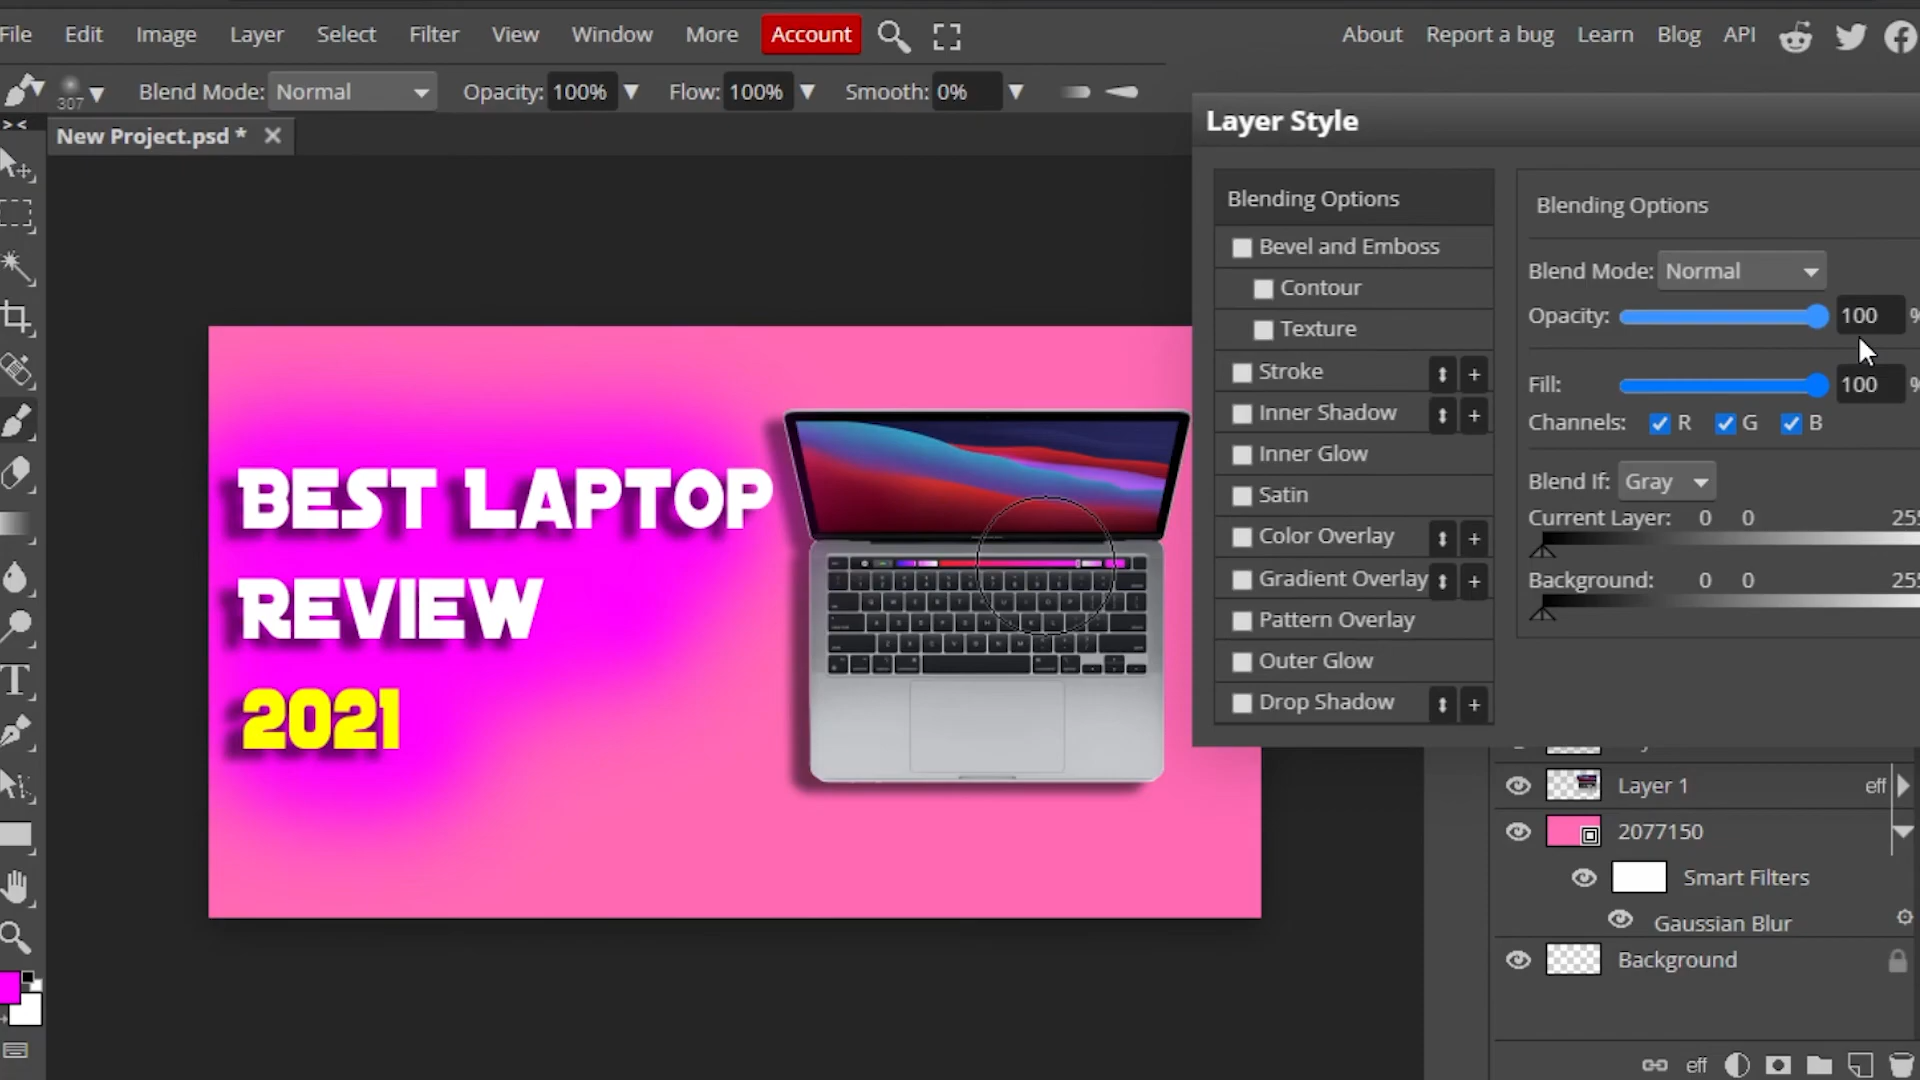 File Edit Image Layer Select Filter View Window More Account About Report a bug Learn Blog API
307 Blend Mode: Normal Opacity: 100% Flow: 100% Smooth: 0%
New Project.psd *
Layer Style
Blending Options
Bevel and Emboss
Contour
Texture
Stroke
Inner Shadow
Inner Glow
Satin
Color Overlay
Gradient Overlay
Pattern Overlay
Outer Glow
Drop Shadow
Blending Options
Blend Mode: Normal
Opacity: 100 %
Fill: 100 %
Channels: R G B
Blend If: Gray
Current Layer: 0 0 255
Background: 0 0 255
BEST LAPTOP
REVIEW
2021
Layer 1 eff
2077150
Smart Filters
Gaussian Blur
Background
eff